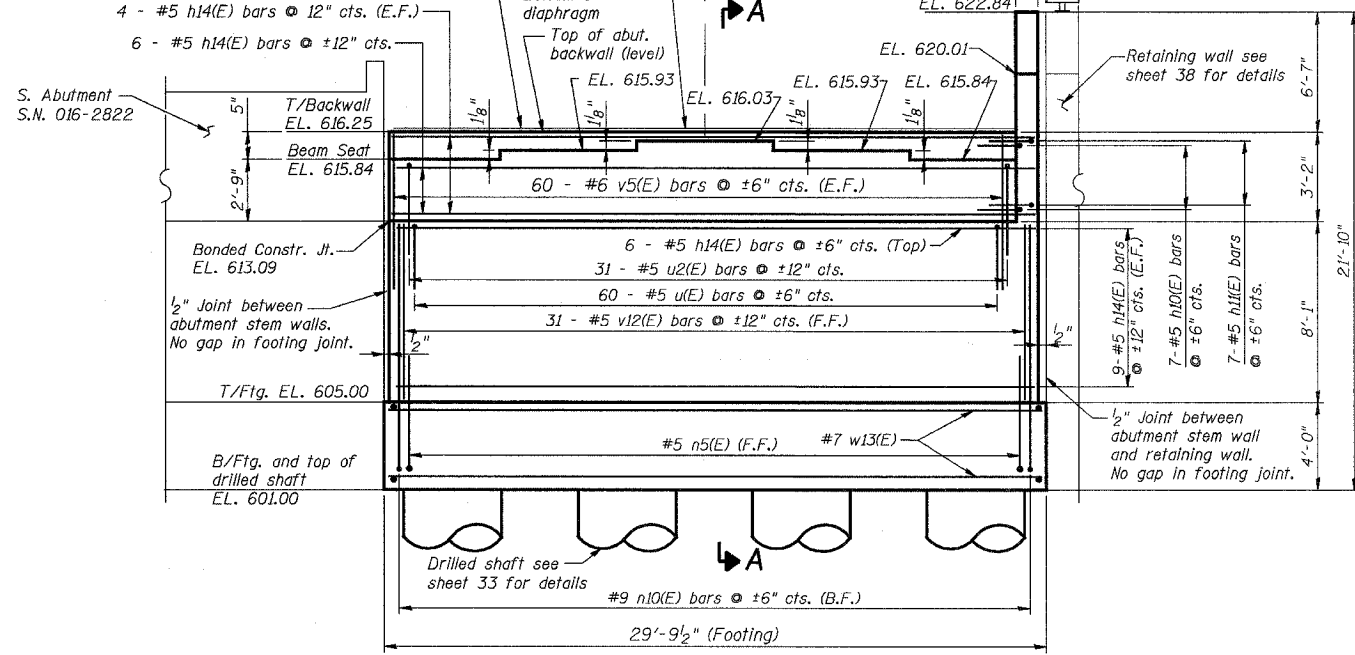 4 - #5 h14(E) bars @ 12" cts. (E.F.)
6 - #5 h14(E) bars @ ±12" cts.
diaphragm
Top of abut.
backwall (level)
A
EL. 622.84
EL. 620.01
Retaining wall see
sheet 38 for details
S. Abutment
S.N. 016-2822
5"
T/Backwall
EL. 616.25
Beam Seat
EL. 615.84
2'-9"
1⅛"
EL. 615.93
1⅛"
EL. 616.03
EL. 615.93
1⅛"
EL. 615.84
1⅛"
6'-7"
3'-2"
21'-10"
8'-1"
4'-0"
60 - #6 v5(E) bars @ ±6" cts. (E.F.)
Bonded Constr. Jt.
EL. 613.09
6 - #5 h14(E) bars @ ±6" cts. (Top)
31 - #5 u2(E) bars @ ±12" cts.
60 - #5 u(E) bars @ ±6" cts.
31 - #5 v12(E) bars @ ±12" cts. (F.F.)
½" Joint between
abutment stem walls.
No gap in footing joint.
½"
½"
9- #5 h14(E) bars
@ ±12" cts. (E.F.)
7- #5 h10(E) bars
@ ±6" cts.
7- #5 h11(E) bars
@ ±6" cts.
T/Ftg. EL. 605.00
#5 n5(E) (F.F.)
#7 w13(E)
½" Joint between
abutment stem wall
and retaining wall.
No gap in footing joint.
B/Ftg. and top of
drilled shaft
EL. 601.00
Drilled shaft see
sheet 33 for details
A
#9 n10(E) bars @ ±6" cts. (B.F.)
29'-9½" (Footing)